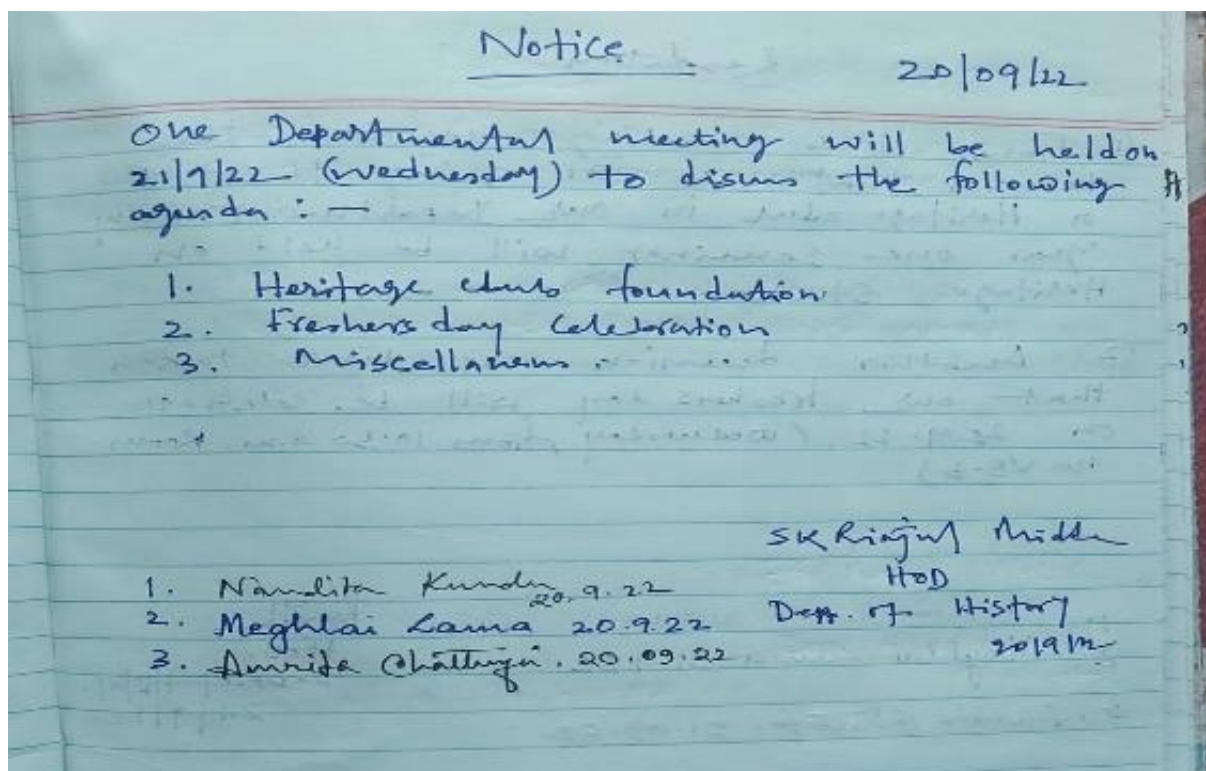 Notice
20/09/22
One Departmental meeting will be held on
21/9/22 (Wednesday) to discuss the following
agenda : —
1. Heritage club foundation
2. Freshers day Celebration
3. Miscellaneous .
SK Riajul Midde
HOD
1. Nandita Kundu 20.9.22
Dept. of History
2. Meghlai Lama 20.9.22
20/9/22
3. Amrita Chatterjee . 20.09.22